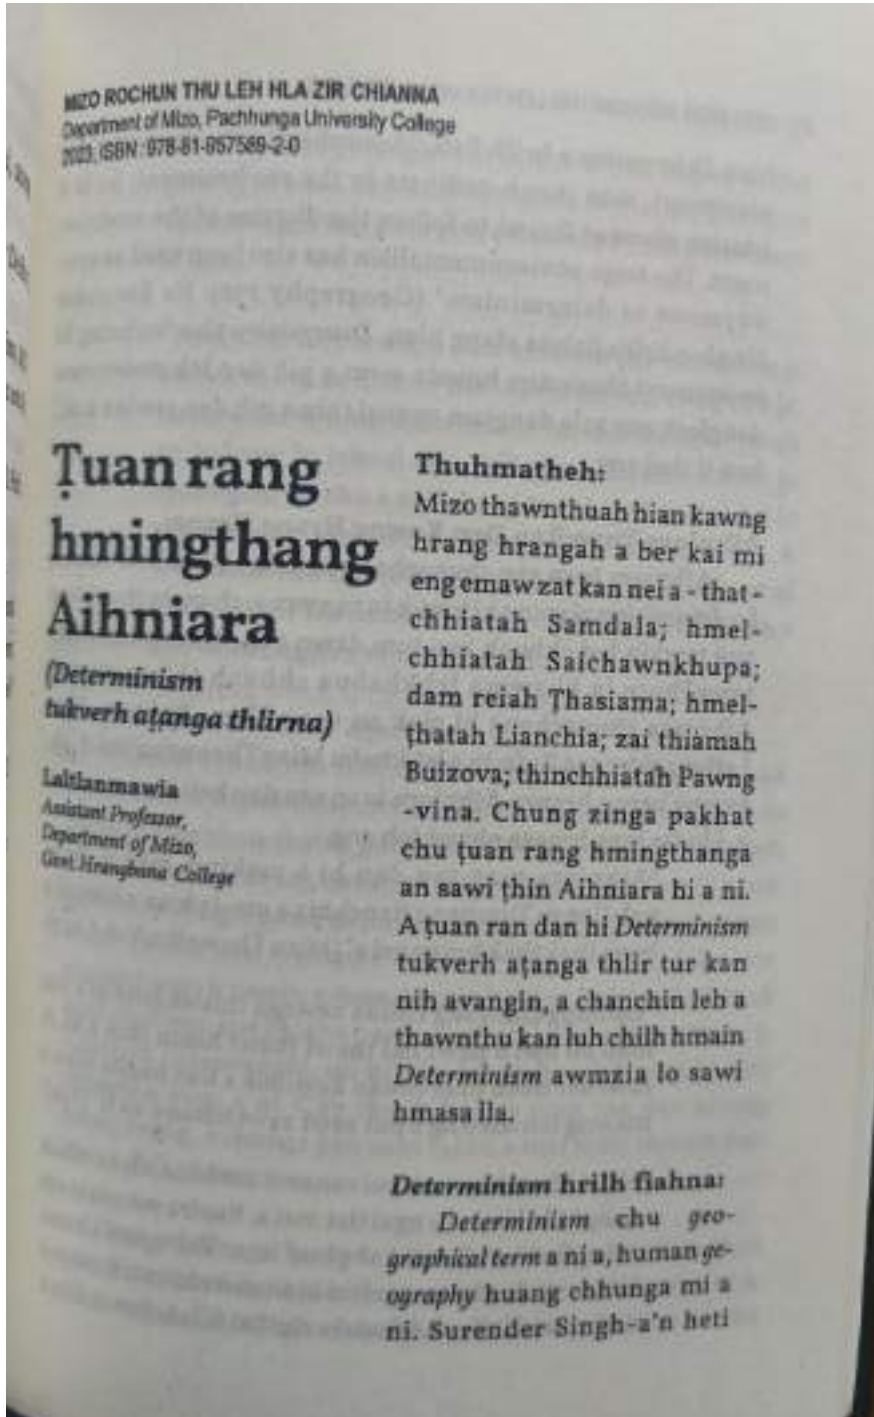 MIZO ROCHUN THU LEH HLA ZIR CHIANNA
Department of Mizo, Pachhunga University College
2023; ISBN : 978-81-957589-2-0
Ṭuan rang
hmingthang
Aihniara
(Determinism
tukverh aṭanga thlirna)
Laltlanmawia
Assistant Professor,
Department of Mizo,
Govt. Hrangbana College
Thuhmatheh:
Mizo thawnthuah hian kawng
hrang hrangah a ber kai mi
eng emaw zat kan nei a - that -
chhiatah Samdala; hmel-
chhiatah Saichawnkhupa;
dam reiah Ṭhasiama; hmel-
ṭhatah Lianchia; zai thiamah
Buizova; thinchhiatah Pawng
-vina. Chung zinga pakhat
chu ṭuan rang hmingthanga
an sawi ṭhin Aihniara hi a ni.
A ṭuan ran dan hi Determinism
tukverh aṭanga thlir tur kan
nih avangin, a chanchin leh a
thawnthu kan luh chilh hmain
Determinism awmzia lo sawi
hmasa ila.
Determinism hrilh fiahna:
Determinism chu geo-
graphical term a ni a, human ge-
ography huang chhunga mi a
ni. Surender Singh-a'n heti